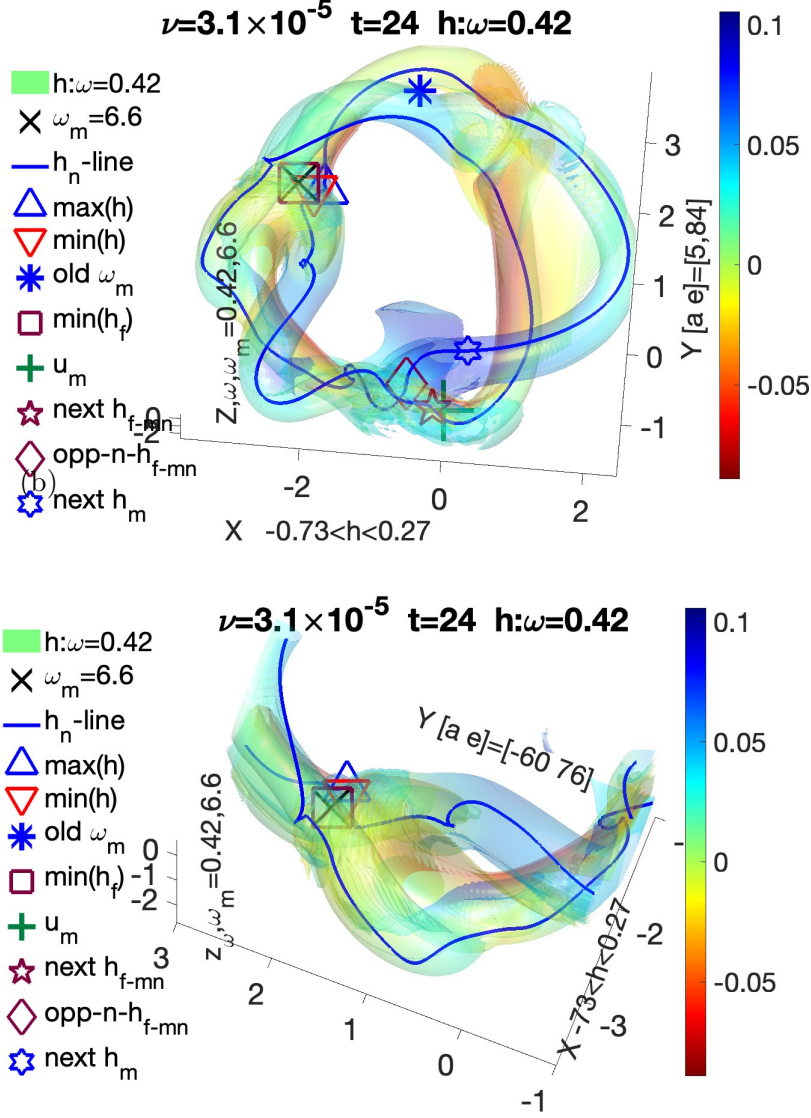 ν=3.1×10^-5 t=24 h:ω=0.42
h:ω=0.42
ω_m=6.6
h_n-line
max(h)
min(h)
old ω_m
min(h_f)
u_m
next h_f-mn
opp-n-h_f-mn
next h_m
(b)
Z,ω,ω_m=0.42,6.6
0
-2
-2
0
2
X -0.73<h<0.27
3
2
1
0
-1
Y [a e]=[5,84]
0.1
0.05
0
-0.05
ν=3.1×10^-5 t=24 h:ω=0.42
h:ω=0.42
ω_m=6.6
h_n-line
max(h)
min(h)
old ω_m
min(h_f)
u_m
next h_f-mn
opp-n-h_f-mn
next h_m
z_ω,ω_m=0.42,6.6
0
-1
-2
3
2
1
0
-1
Y [a e]=[-60 76]
-2
-3
X -73<h<0.27
0.1
0.05
0
-0.05